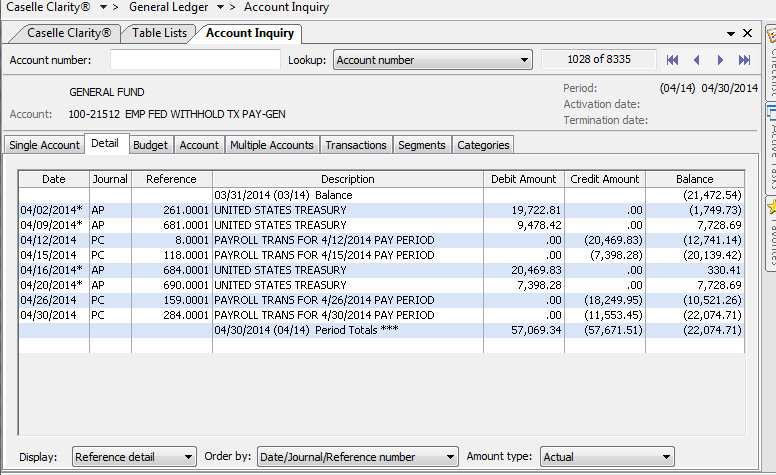 Caselle Clarity® > General Ledger > Account Inquiry
Caselle Clarity® Table Lists Account Inquiry
Account number: Lookup: Account number 1028 of 8335
GENERAL FUND Period: (04/14) 04/30/2014
Activation date:
Account: 100-21512 EMP FED WITHHOLD TX PAY-GEN Termination date:
Single Account Detail Budget Account Multiple Accounts Transactions Segments Categories
Date Journal Reference Description Debit Amount Credit Amount Balance
03/31/2014 (03/14) Balance (21,472.54)
04/02/2014* AP 261.0001 UNITED STATES TREASURY 19,722.81 .00 (1,749.73)
04/09/2014* AP 681.0001 UNITED STATES TREASURY 9,478.42 .00 7,728.69
04/12/2014 PC 8.0001 PAYROLL TRANS FOR 4/12/2014 PAY PERIOD .00 (20,469.83) (12,741.14)
04/15/2014 PC 118.0001 PAYROLL TRANS FOR 4/15/2014 PAY PERIOD .00 (7,398.28) (20,139.42)
04/16/2014* AP 684.0001 UNITED STATES TREASURY 20,469.83 .00 330.41
04/20/2014* AP 690.0001 UNITED STATES TREASURY 7,398.28 .00 7,728.69
04/26/2014 PC 159.0001 PAYROLL TRANS FOR 4/26/2014 PAY PERIOD .00 (18,249.95) (10,521.26)
04/30/2014 PC 284.0001 PAYROLL TRANS FOR 4/30/2014 PAY PERIOD .00 (11,553.45) (22,074.71)
04/30/2014 (04/14) Period Totals *** 57,069.34 (57,671.51) (22,074.71)
Display: Reference detail Order by: Date/Journal/Reference number Amount type: Actual